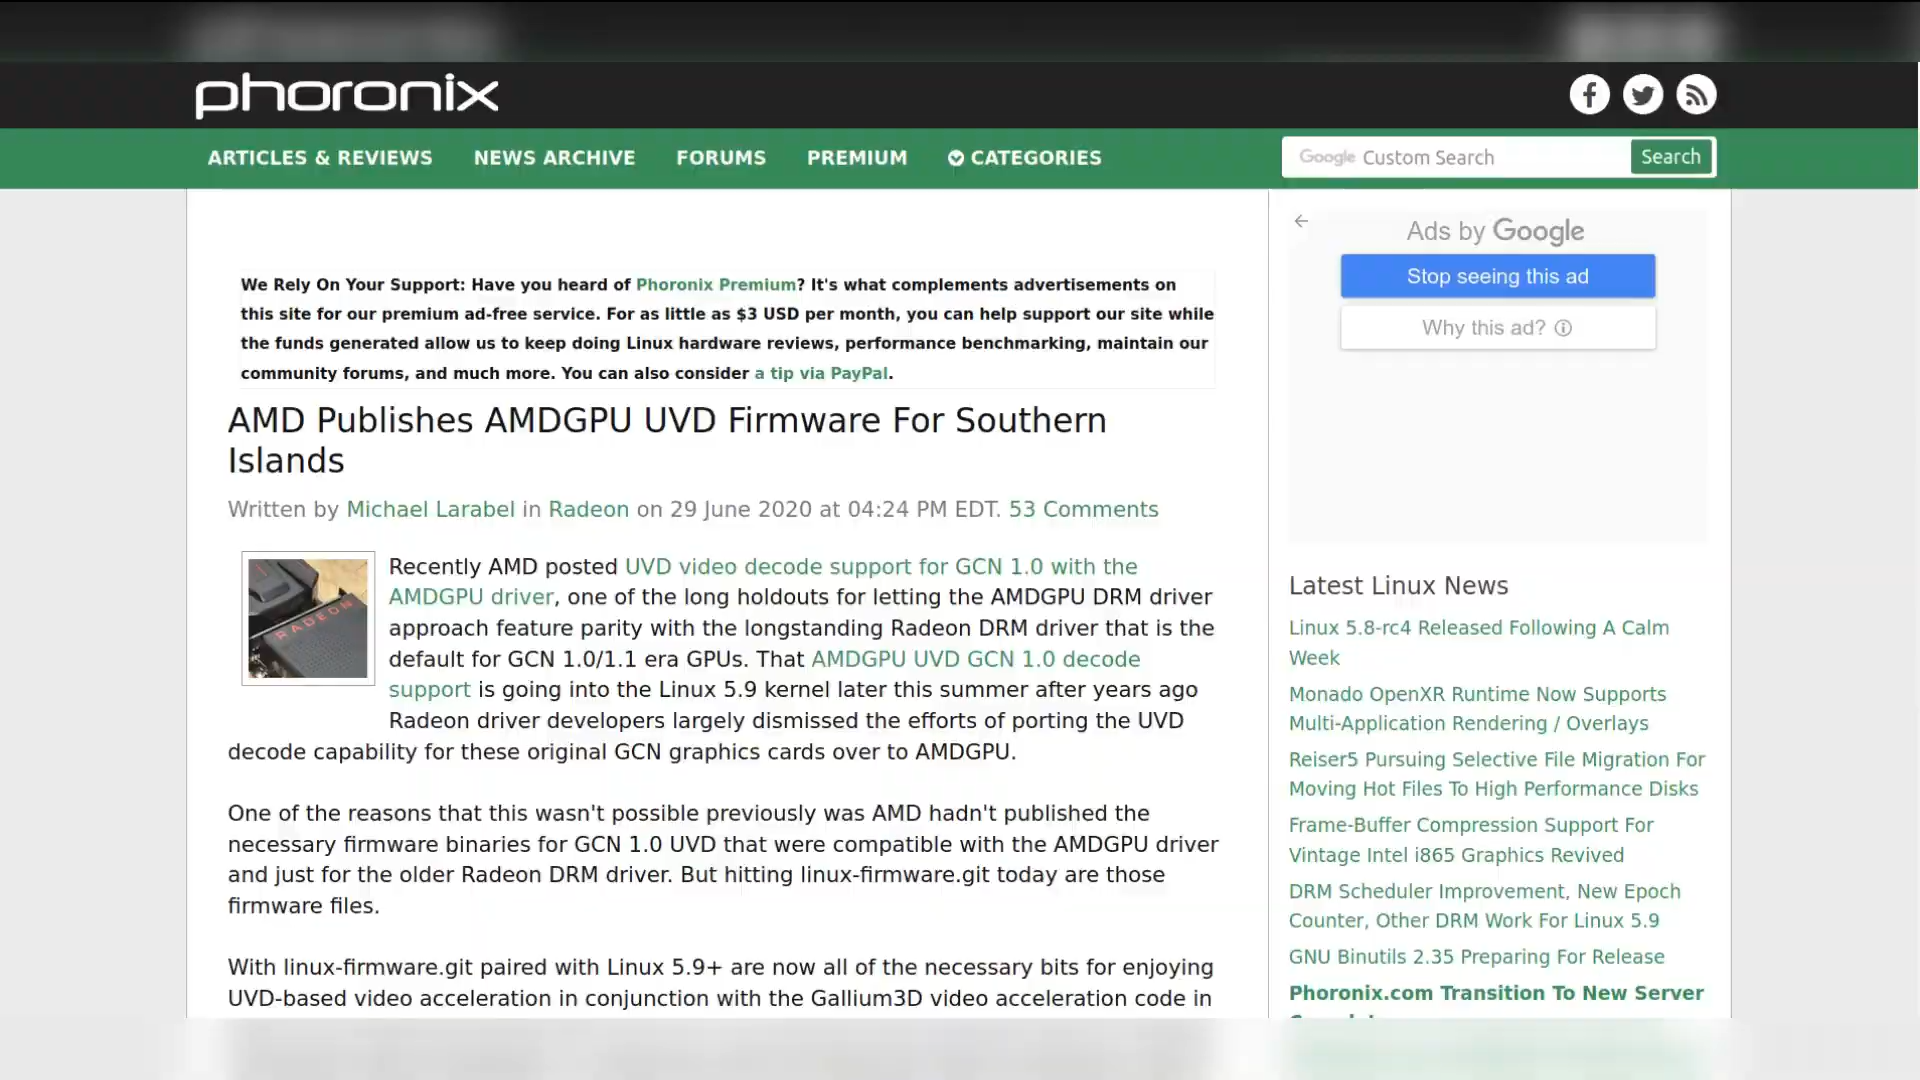 phoronix
ARTICLES & REVIEWS NEWS ARCHIVE FORUMS PREMIUM CATEGORIES
Google Custom Search Search
We Rely On Your Support: Have you heard of Phoronix Premium? It's what complements advertisements on
this site for our premium ad-free service. For as little as $3 USD per month, you can help support our site while
the funds generated allow us to keep doing Linux hardware reviews, performance benchmarking, maintain our
community forums, and much more. You can also consider a tip via PayPal.
AMD Publishes AMDGPU UVD Firmware For Southern
Islands
Written by Michael Larabel in Radeon on 29 June 2020 at 04:24 PM EDT. 53 Comments
RADEON
Recently AMD posted UVD video decode support for GCN 1.0 with the
AMDGPU driver, one of the long holdouts for letting the AMDGPU DRM driver
approach feature parity with the longstanding Radeon DRM driver that is the
default for GCN 1.0/1.1 era GPUs. That AMDGPU UVD GCN 1.0 decode
support is going into the Linux 5.9 kernel later this summer after years ago
Radeon driver developers largely dismissed the efforts of porting the UVD
decode capability for these original GCN graphics cards over to AMDGPU.
One of the reasons that this wasn't possible previously was AMD hadn't published the
necessary firmware binaries for GCN 1.0 UVD that were compatible with the AMDGPU driver
and just for the older Radeon DRM driver. But hitting linux-firmware.git today are those
firmware files.
With linux-firmware.git paired with Linux 5.9+ are now all of the necessary bits for enjoying
UVD-based video acceleration in conjunction with the Gallium3D video acceleration code in
Ads by Google
Stop seeing this ad
Why this ad?
Latest Linux News
Linux 5.8-rc4 Released Following A Calm
Week
Monado OpenXR Runtime Now Supports
Multi-Application Rendering / Overlays
Reiser5 Pursuing Selective File Migration For
Moving Hot Files To High Performance Disks
Frame-Buffer Compression Support For
Vintage Intel i865 Graphics Revived
DRM Scheduler Improvement, New Epoch
Counter, Other DRM Work For Linux 5.9
GNU Binutils 2.35 Preparing For Release
Phoronix.com Transition To New Server